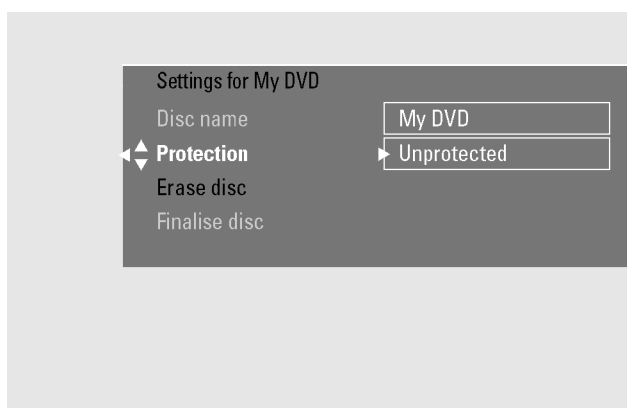 Settings for My DVD
Disc name My DVD
Protection Unprotected
Erase disc
Finalise disc